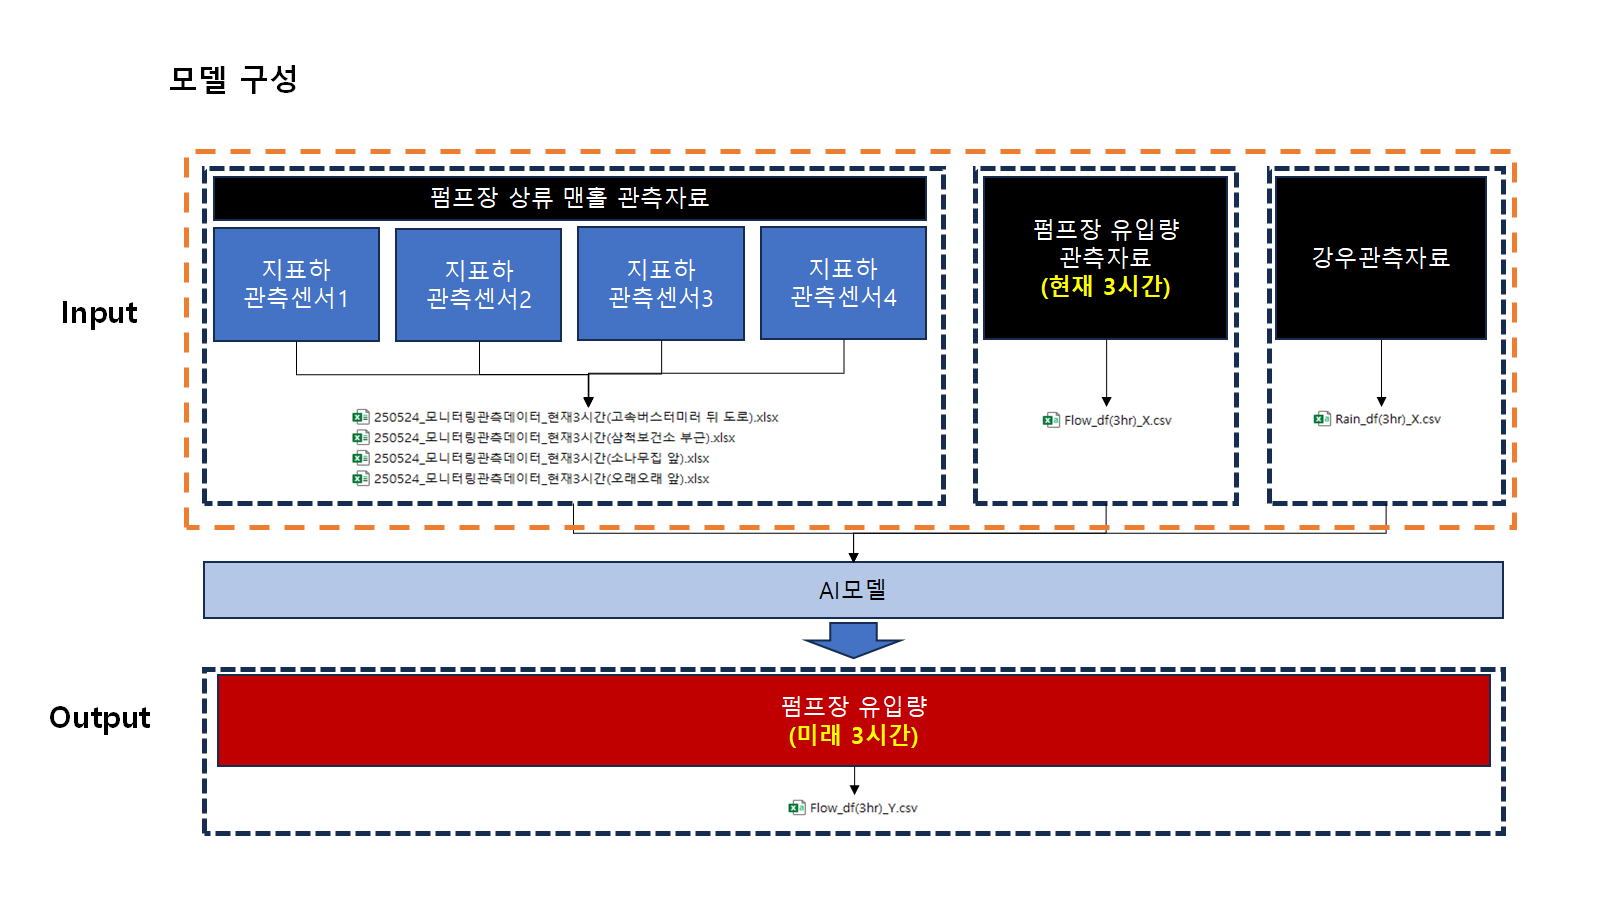 모델 구성
Input
펌프장 상류 맨홀 관측자료
지표하
관측센서1
지표하
관측센서2
지표하
관측센서3
지표하
관측센서4
250524_모니터링관측데이터_현재3시간(고속버스터미러 뒤 도로).xlsx
250524_모니터링관측데이터_현재3시간(삼척보건소 부근).xlsx
250524_모니터링관측데이터_현재3시간(소나무집 앞).xlsx
250524_모니터링관측데이터_현재3시간(오래오래 앞).xlsx
펌프장 유입량
관측자료
(현재 3시간)
Flow_df(3hr)_X.csv
강우관측자료
Rain_df(3hr)_X.csv
AI모델
Output
펌프장 유입량
(미래 3시간)
Flow_df(3hr)_Y.csv